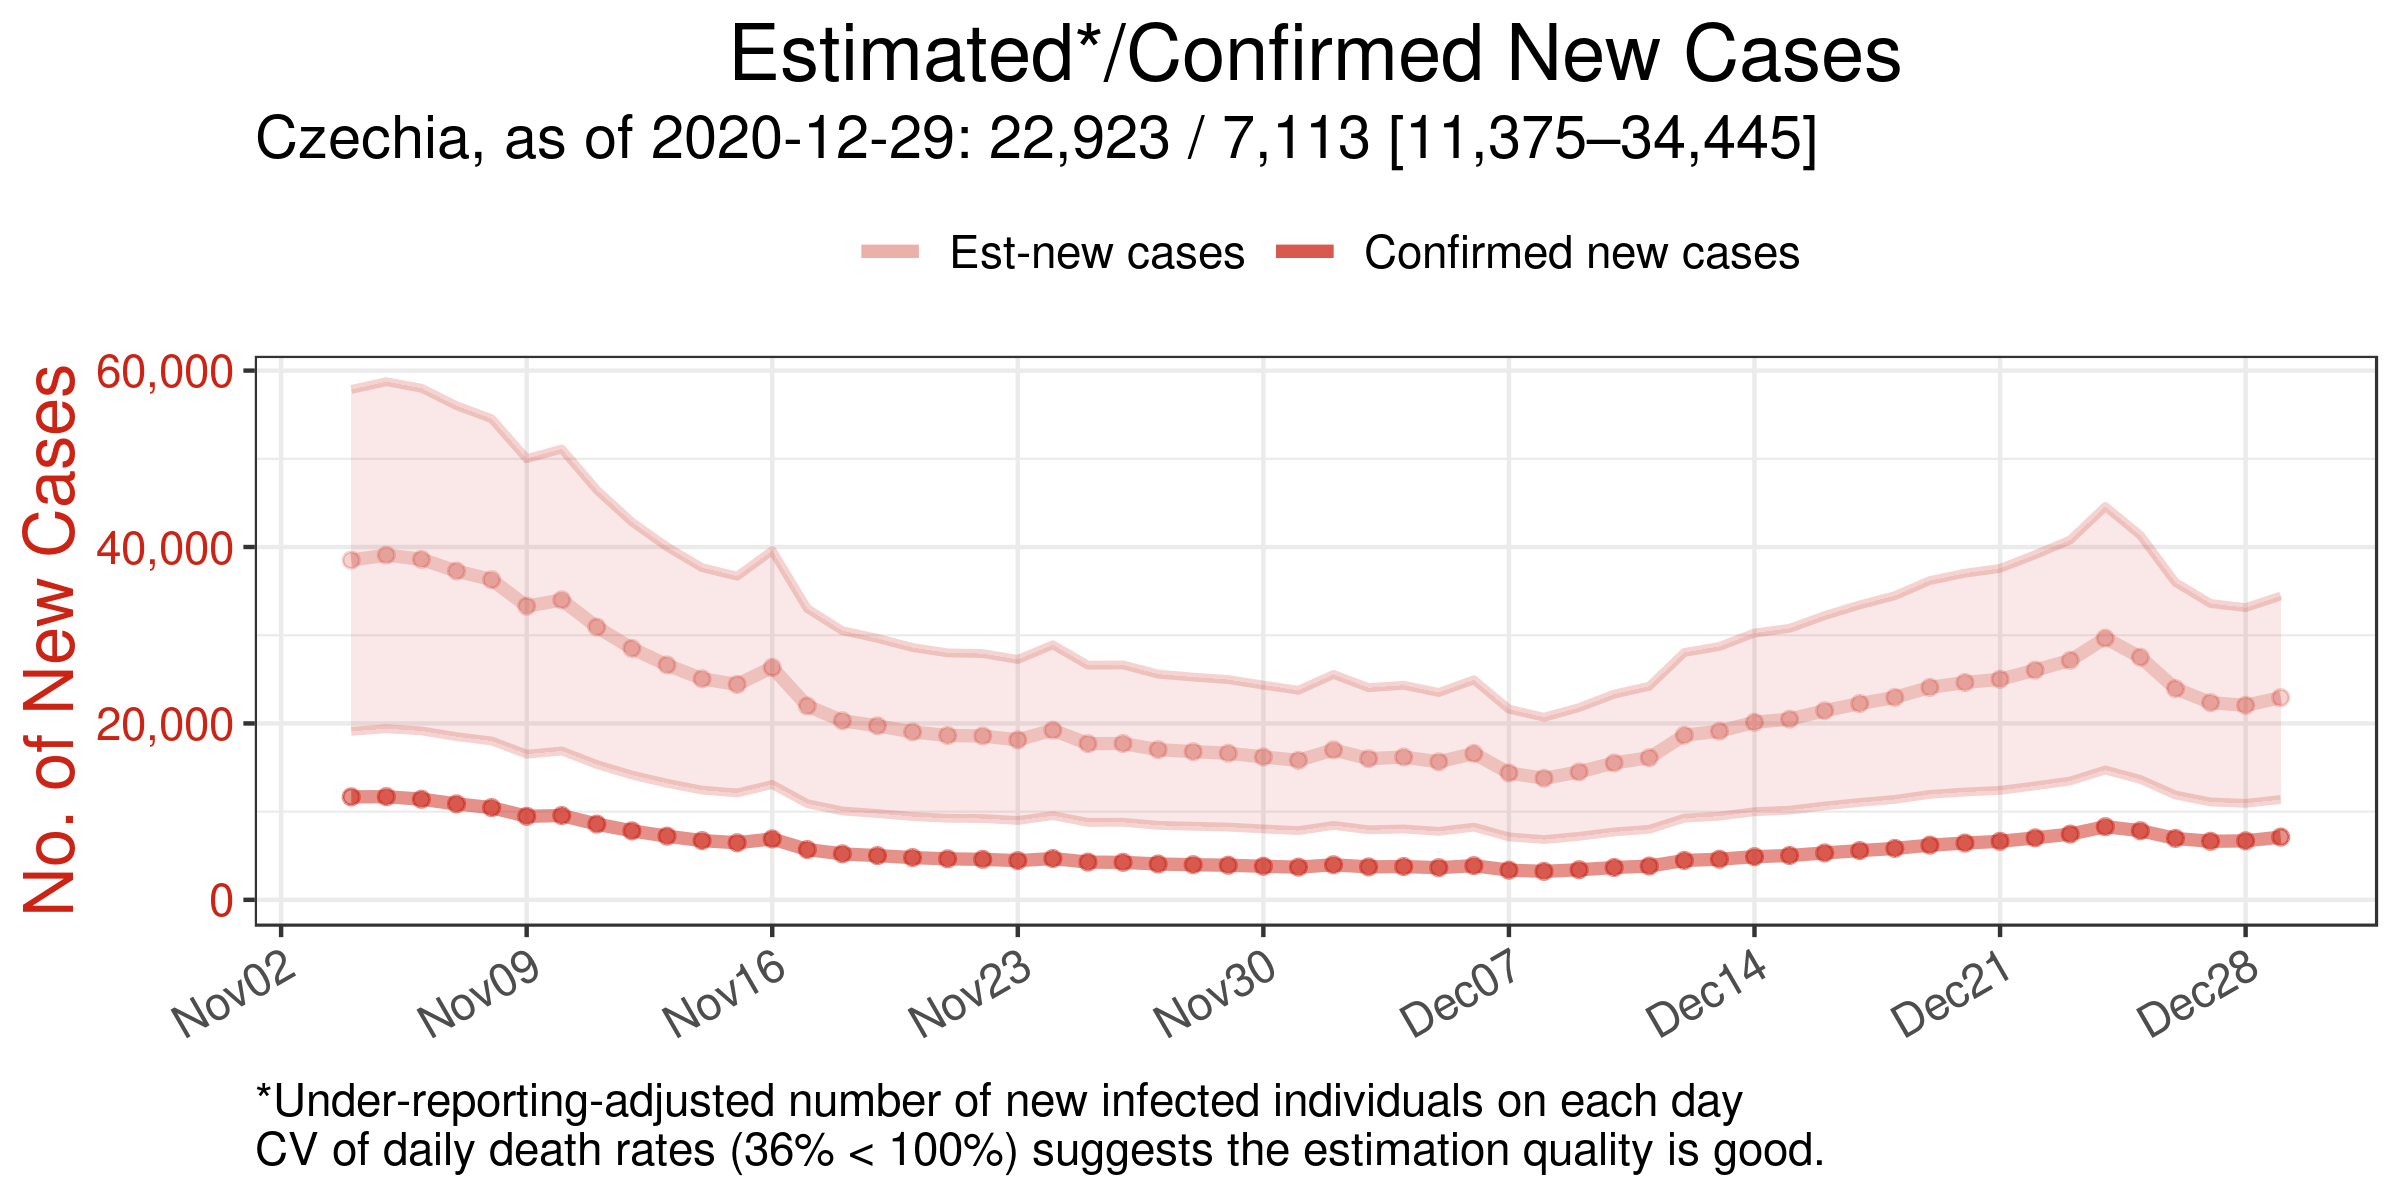 Estimated*/Confirmed New Cases
Czechia, as of 2020-12-29: 22,923 / 7,113 [11,375–34,445]
Est-new cases Confirmed new cases
No. of New Cases
60,000
40,000
20,000
0
Nov02 Nov09 Nov16 Nov23 Nov30 Dec07 Dec14 Dec21 Dec28
*Under-reporting-adjusted number of new infected individuals on each day
CV of daily death rates (36% < 100%) suggests the estimation quality is good.